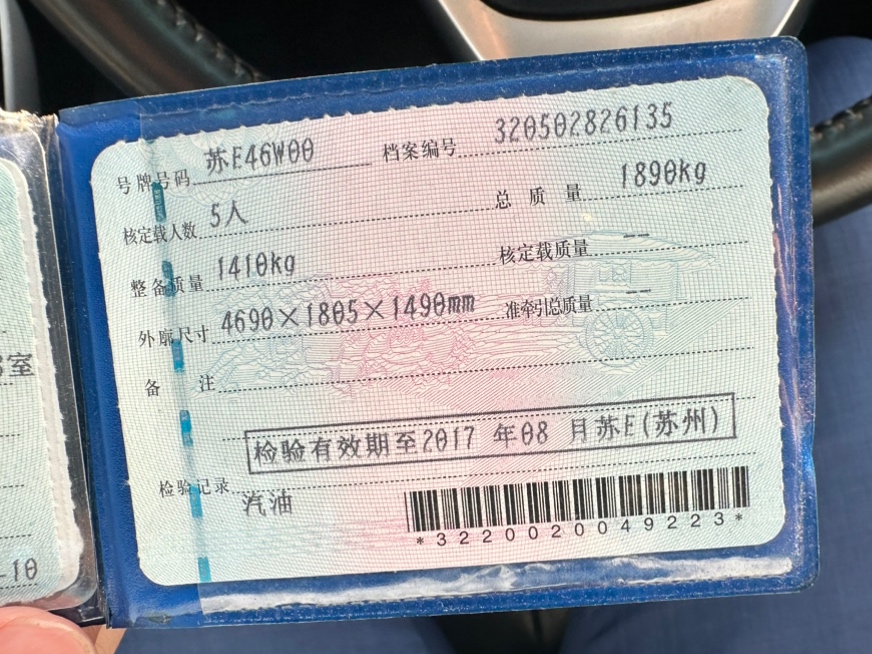 号牌号码 苏E46W00 档案编号 320502826135
核定载人数 5人 总质量 1890kg
整备质量 1410kg 核定载质量 --
外廓尺寸 4690×1805×1490mm 准牵引总质量 --
备注
检验有效期至2017 年08 月苏E(苏州)
检验记录
汽油
*322002004922 3*
室
-10